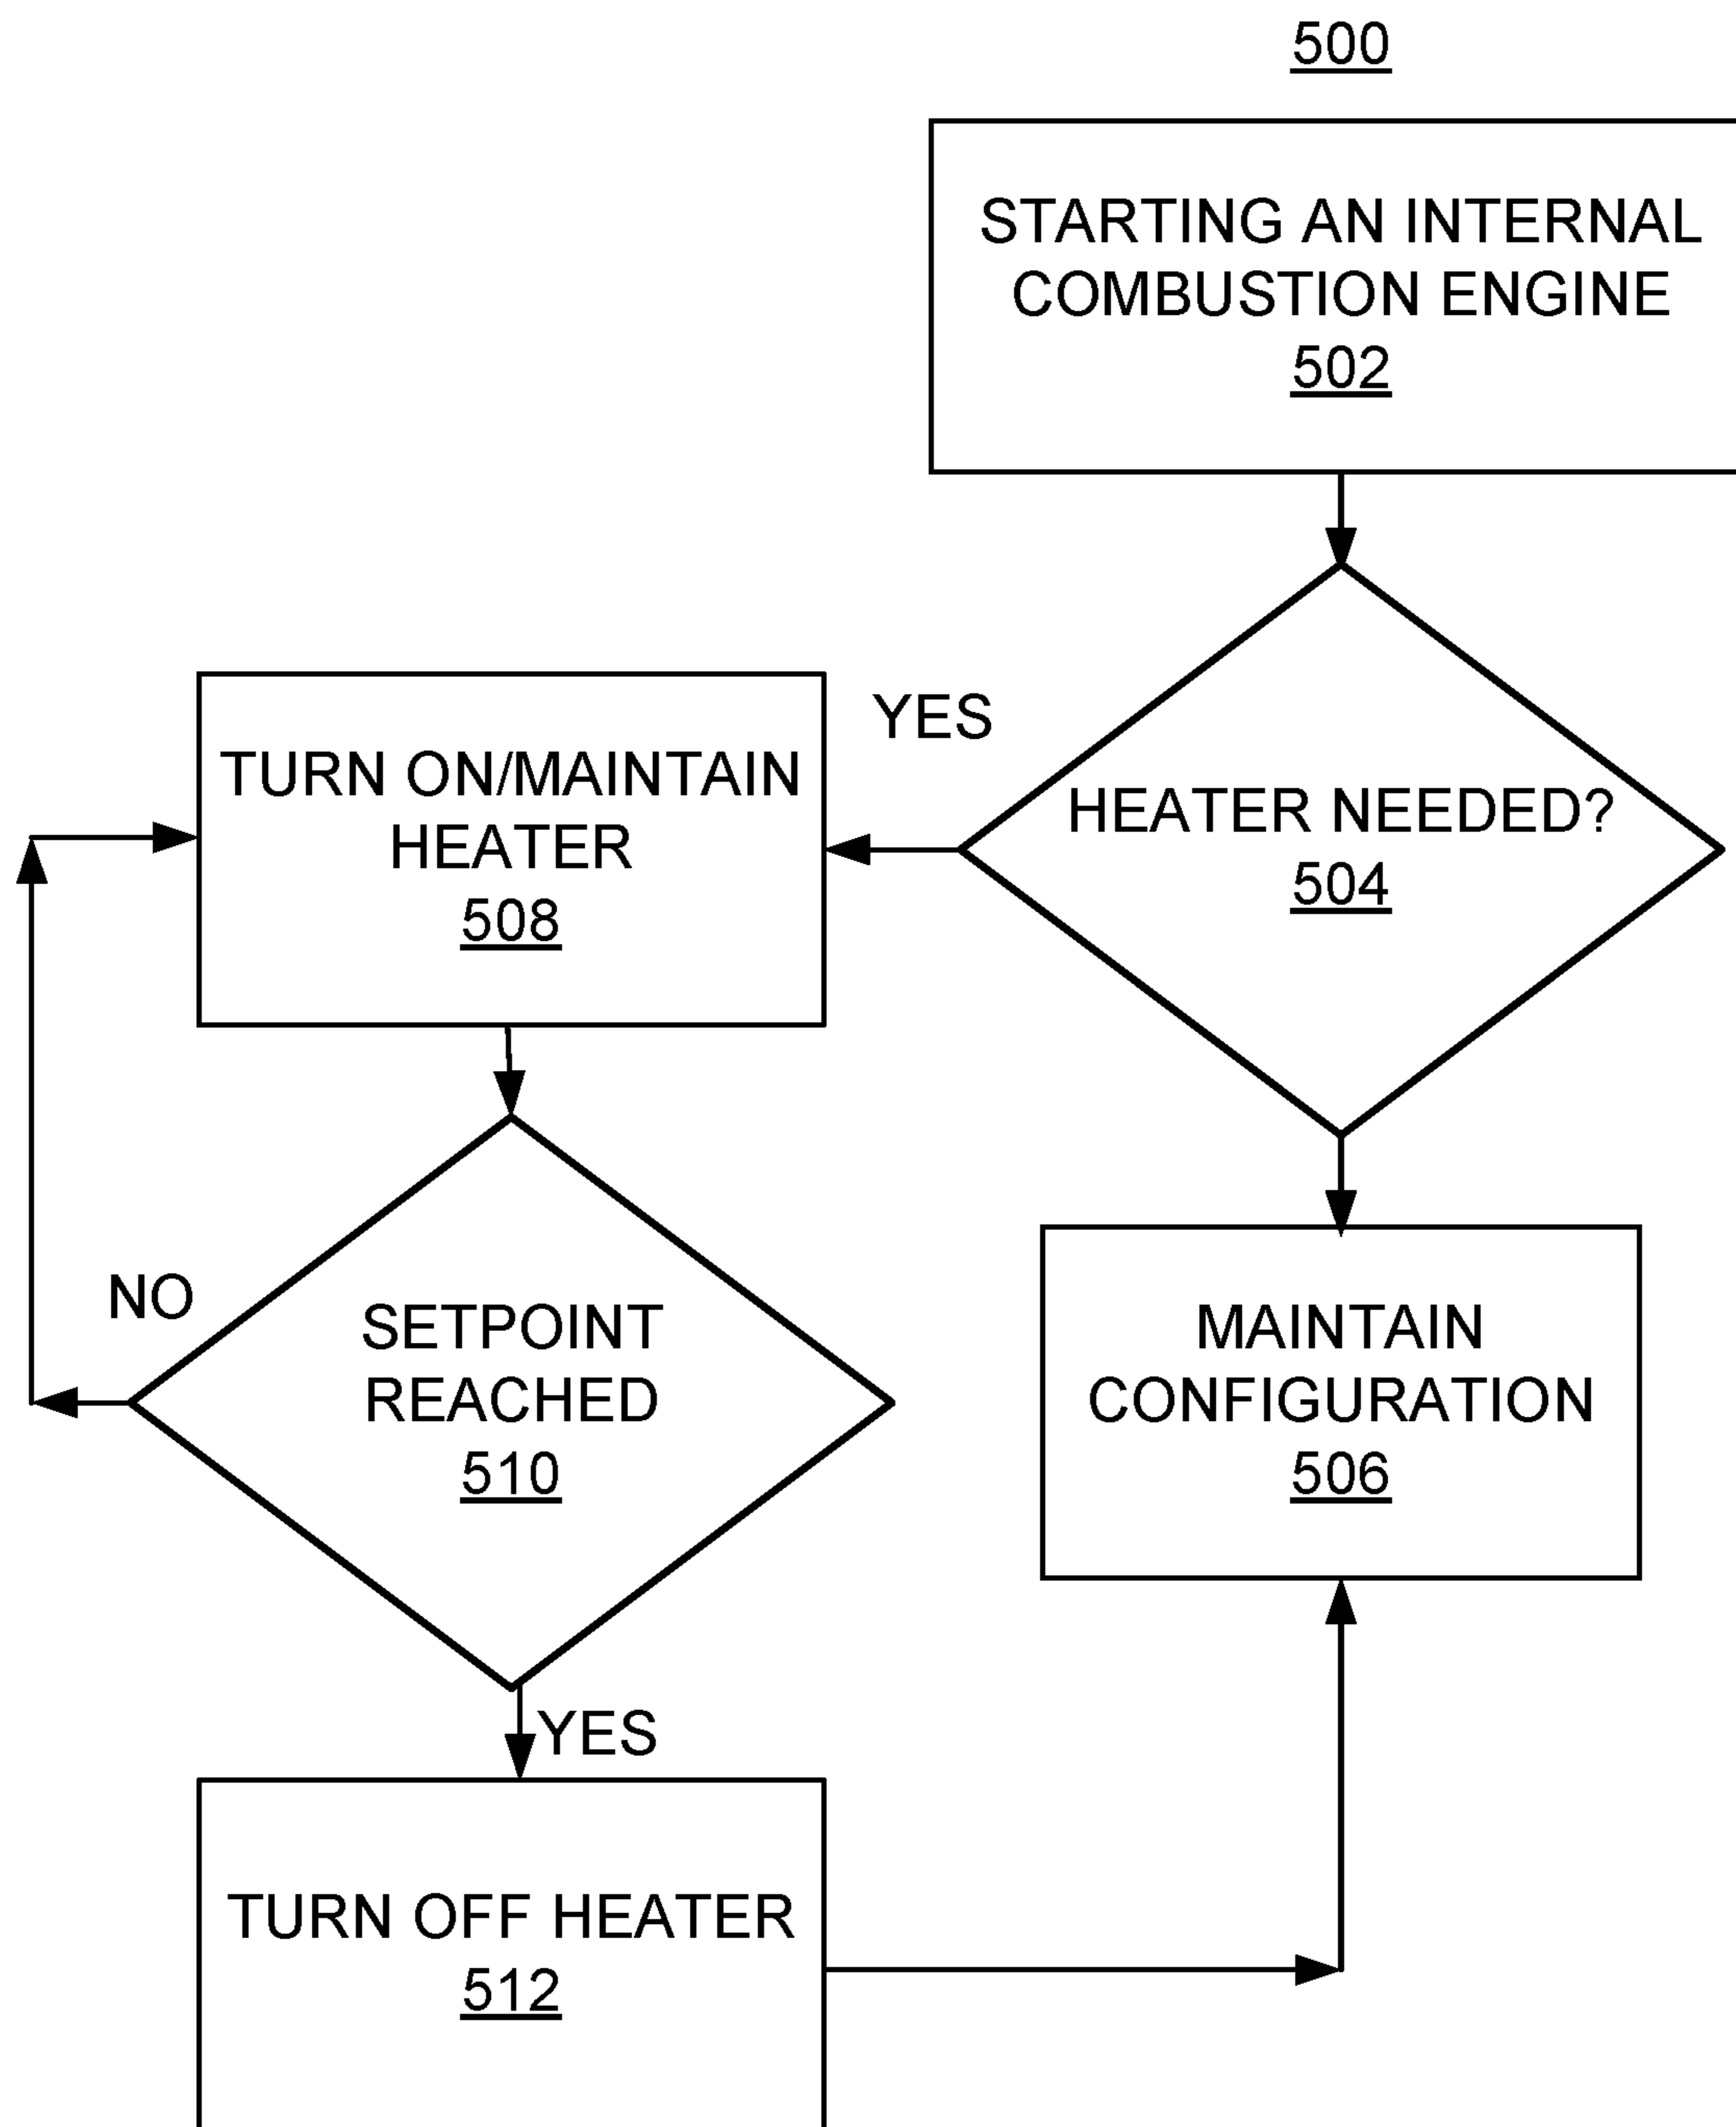 500
STARTING AN INTERNAL
COMBUSTION ENGINE
502
YES
HEATER NEEDED?
504
TURN ON/MAINTAIN
HEATER
508
NO
SETPOINT
REACHED
510
MAINTAIN
CONFIGURATION
506
YES
TURN OFF HEATER
512